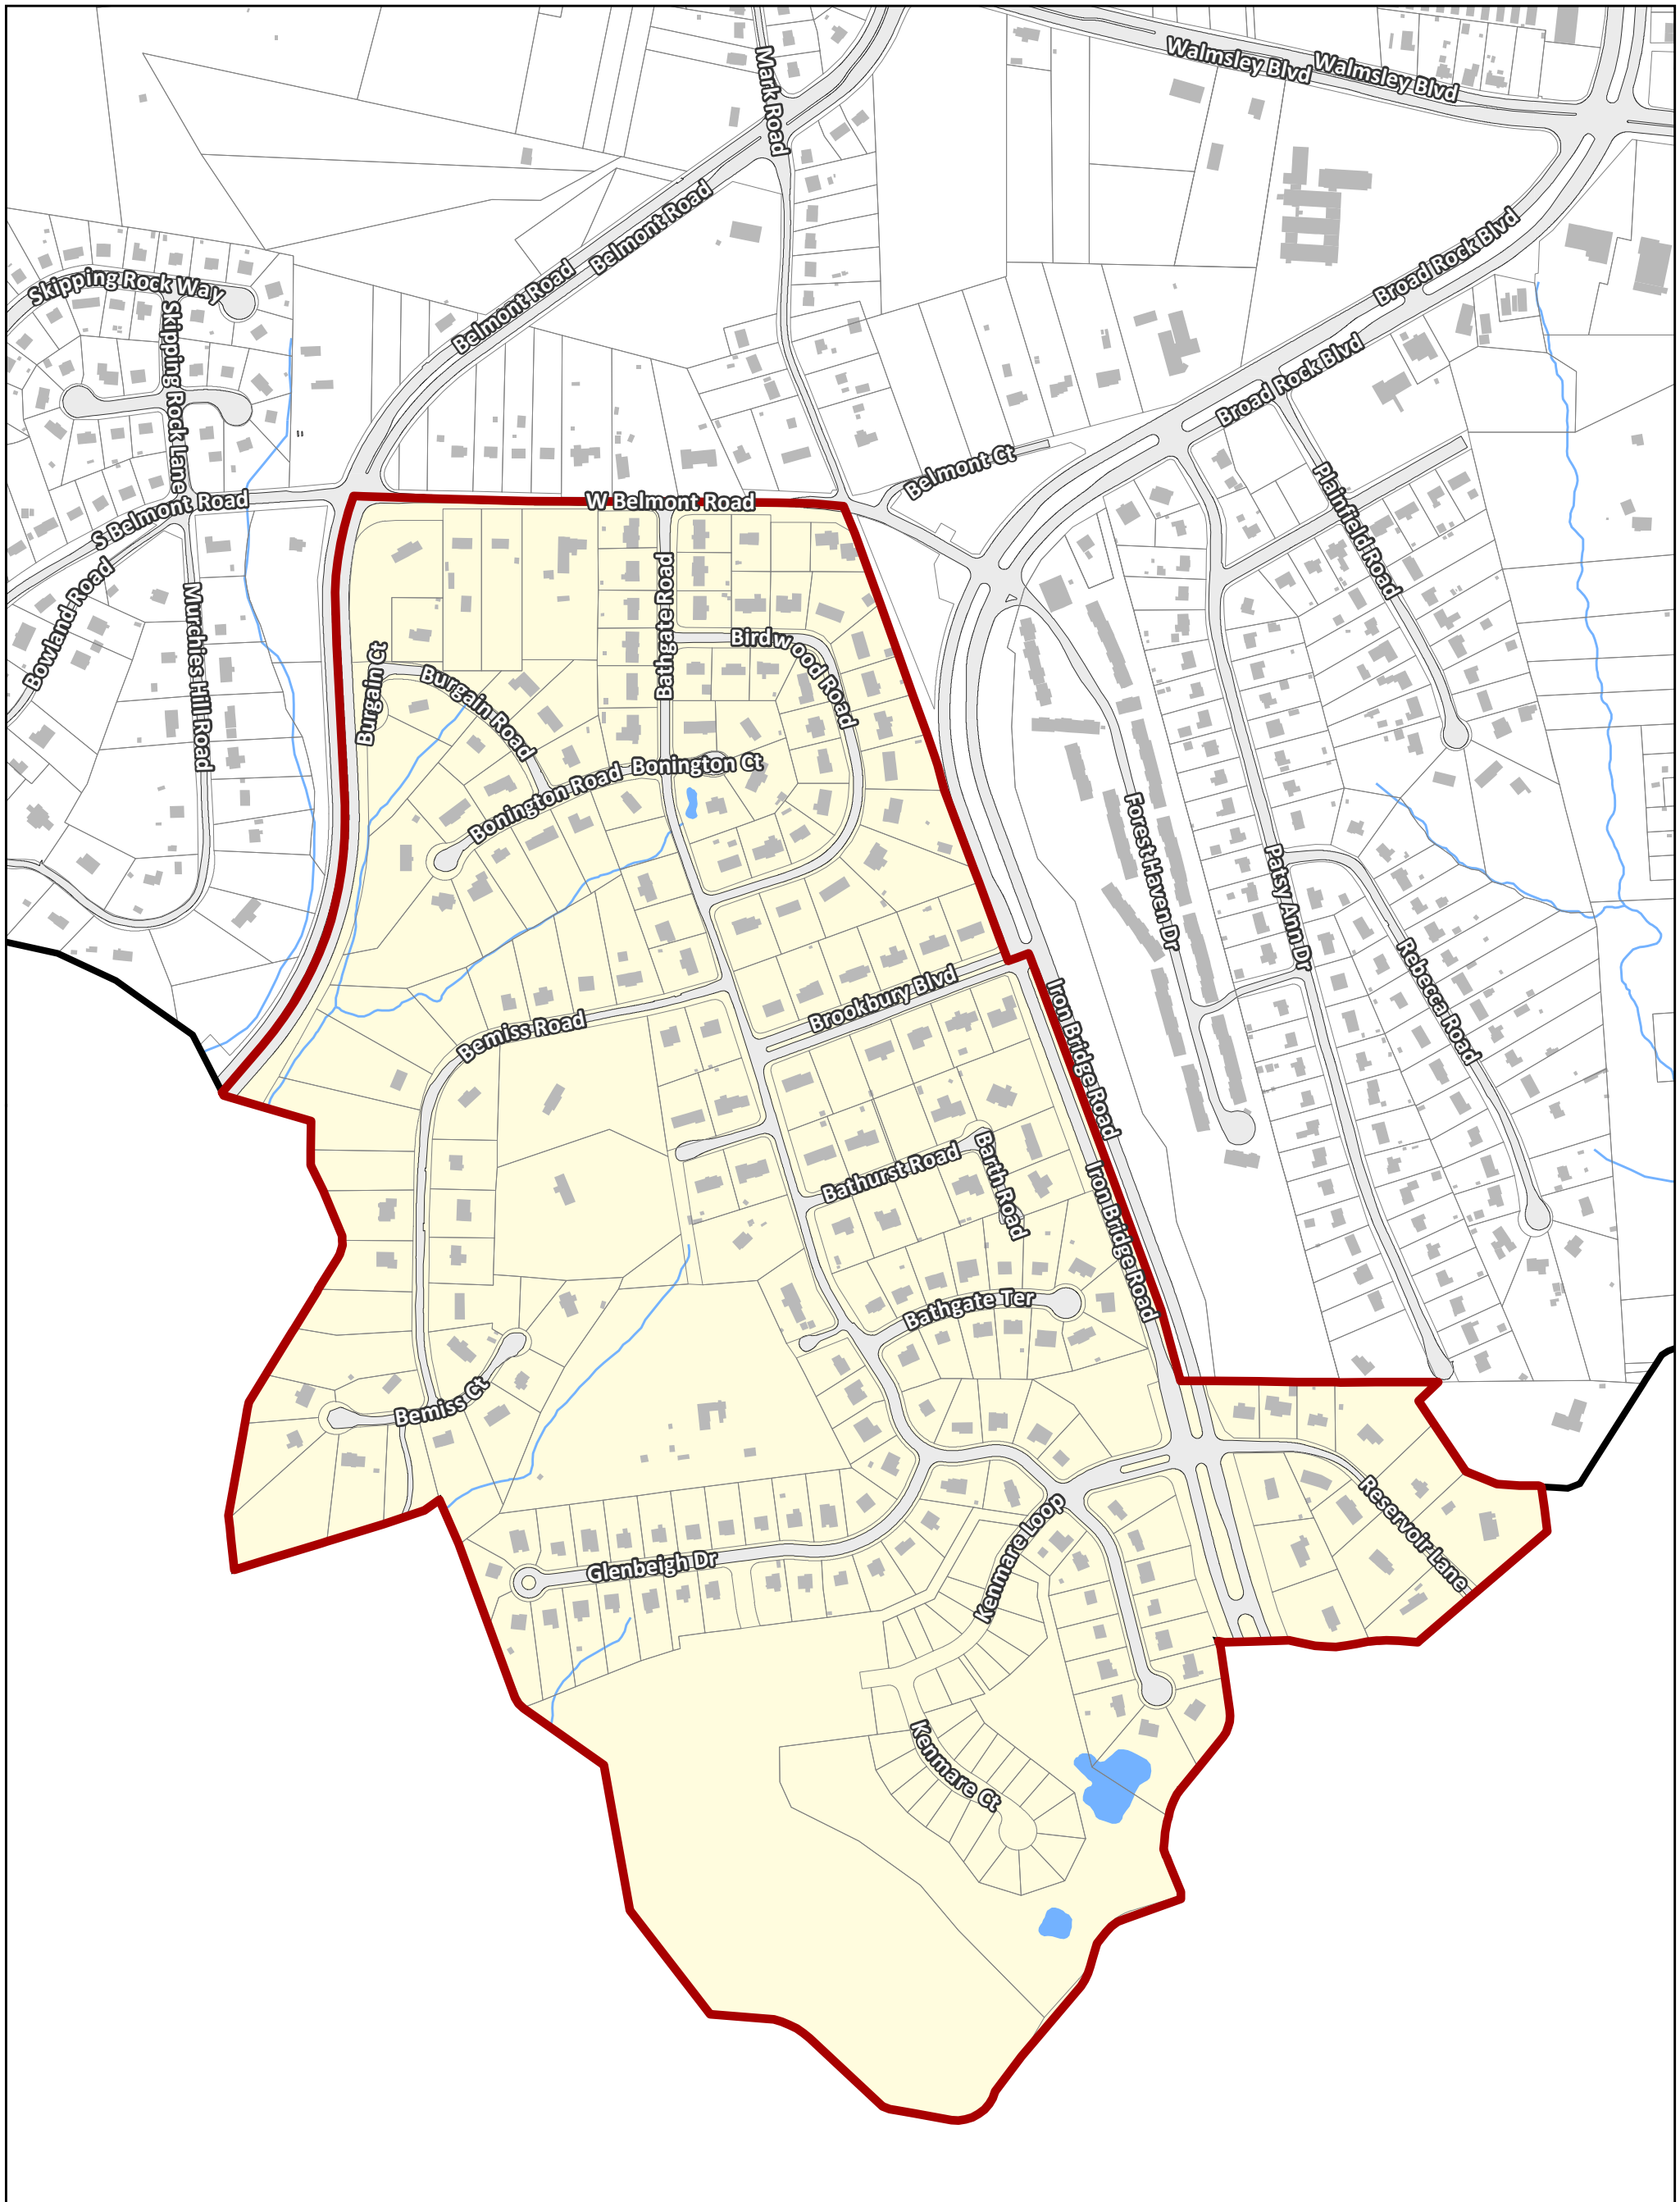 Walmsley Blvd
Walmsley Blvd
Mark Road
Belmont Road
Belmont Road
Broad Rock Blvd
Broad Rock Blvd
Skipping Rock Way
Skipping Rock Lane
S Belmont Road
Belmont Ct
W Belmont Road
Plainfield Road
Bowland Road
Murchies Hill Road
Bathgate Road
Birdwood Road
Burgain Ct
Burgain Road
Bonington Road
Bonington Ct
Forest Haven Dr
Patsy Ann Dr
Rebecca Road
Brookbury Blvd
Bemiss Road
Iron Bridge Road
Bathurst Road
Barth Road
Iron Bridge Road
Bathgate Ter
Bemiss Ct
Reservoir Lane
Kenmare Loop
Glenbeigh Dr
Kenmare Ct